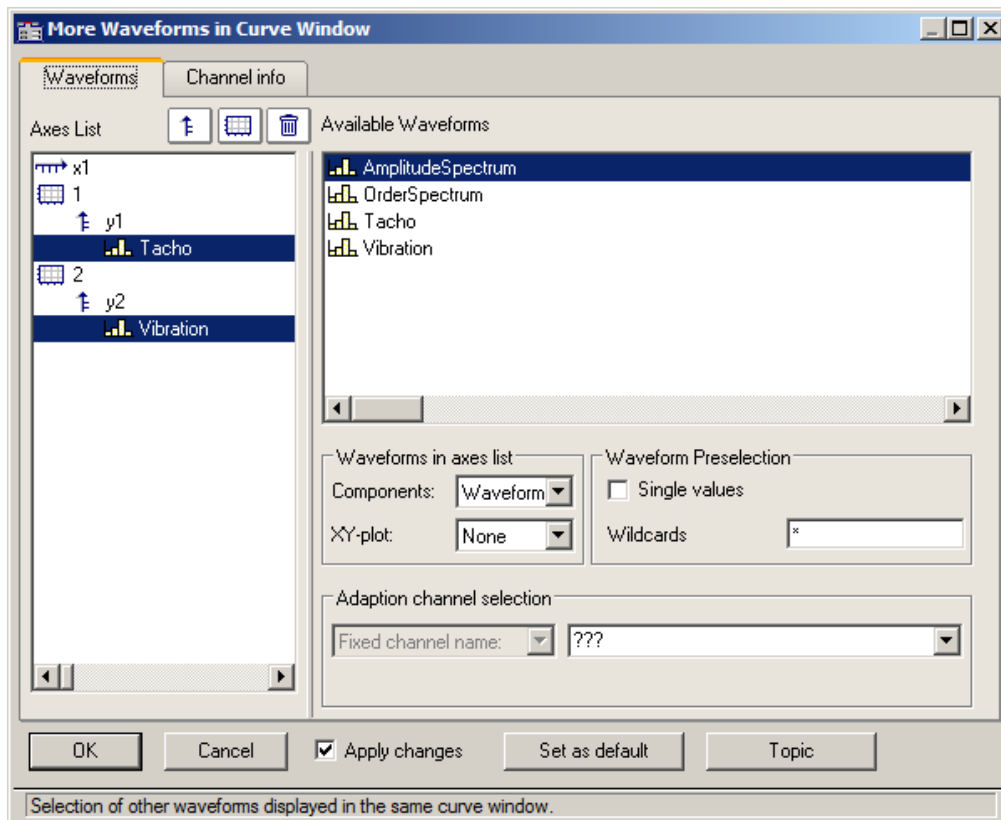 More Waveforms in Curve Window
Waveforms
Channel info
Axes List
Available Waveforms
x1
1
y1
Tacho
2
y2
Vibration
AmplitudeSpectrum
OrderSpectrum
Tacho
Vibration
Waveforms in axes list
Components: Waveform
XY-plot: None
Waveform Preselection
Single values
Wildcards *
Adaption channel selection
Fixed channel name: ???
OK
Cancel
Apply changes
Set as default
Topic
Selection of other waveforms displayed in the same curve window.